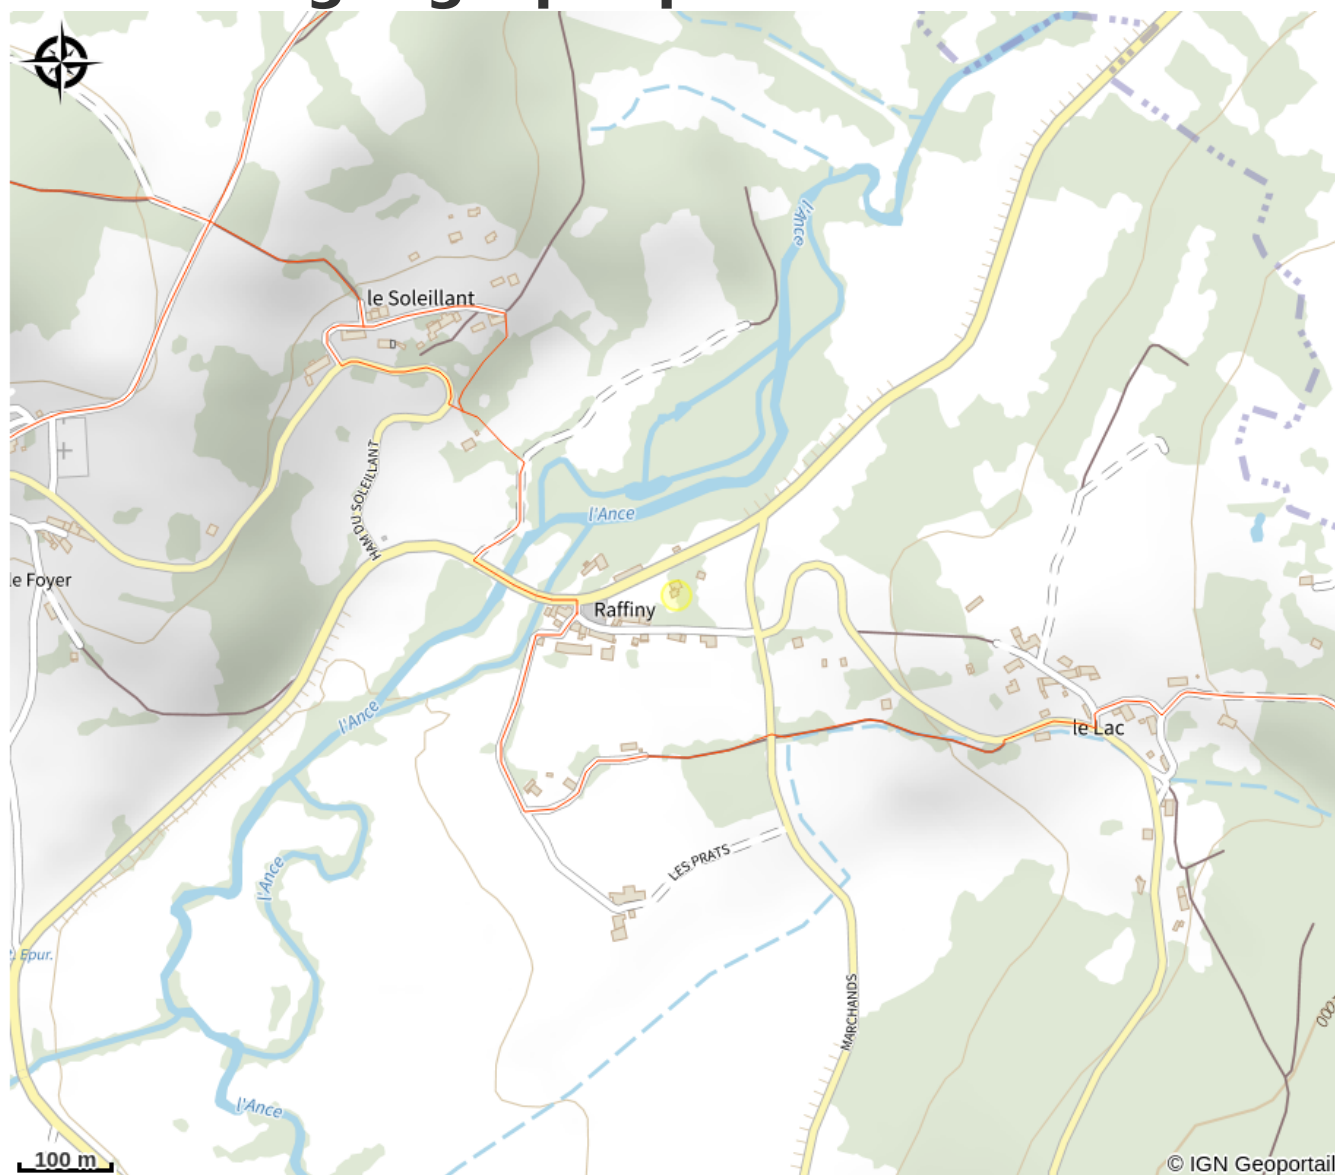 l'Ance
le Soleillant
D
HAM DU SOLEILLANT
l'Ance
le Foyer
Raffiny
l'Ance
le Lac
LES PRATS
l'Ance
Epur.
MARCHANDS
l'Ance
100 m
© IGN Geoportail